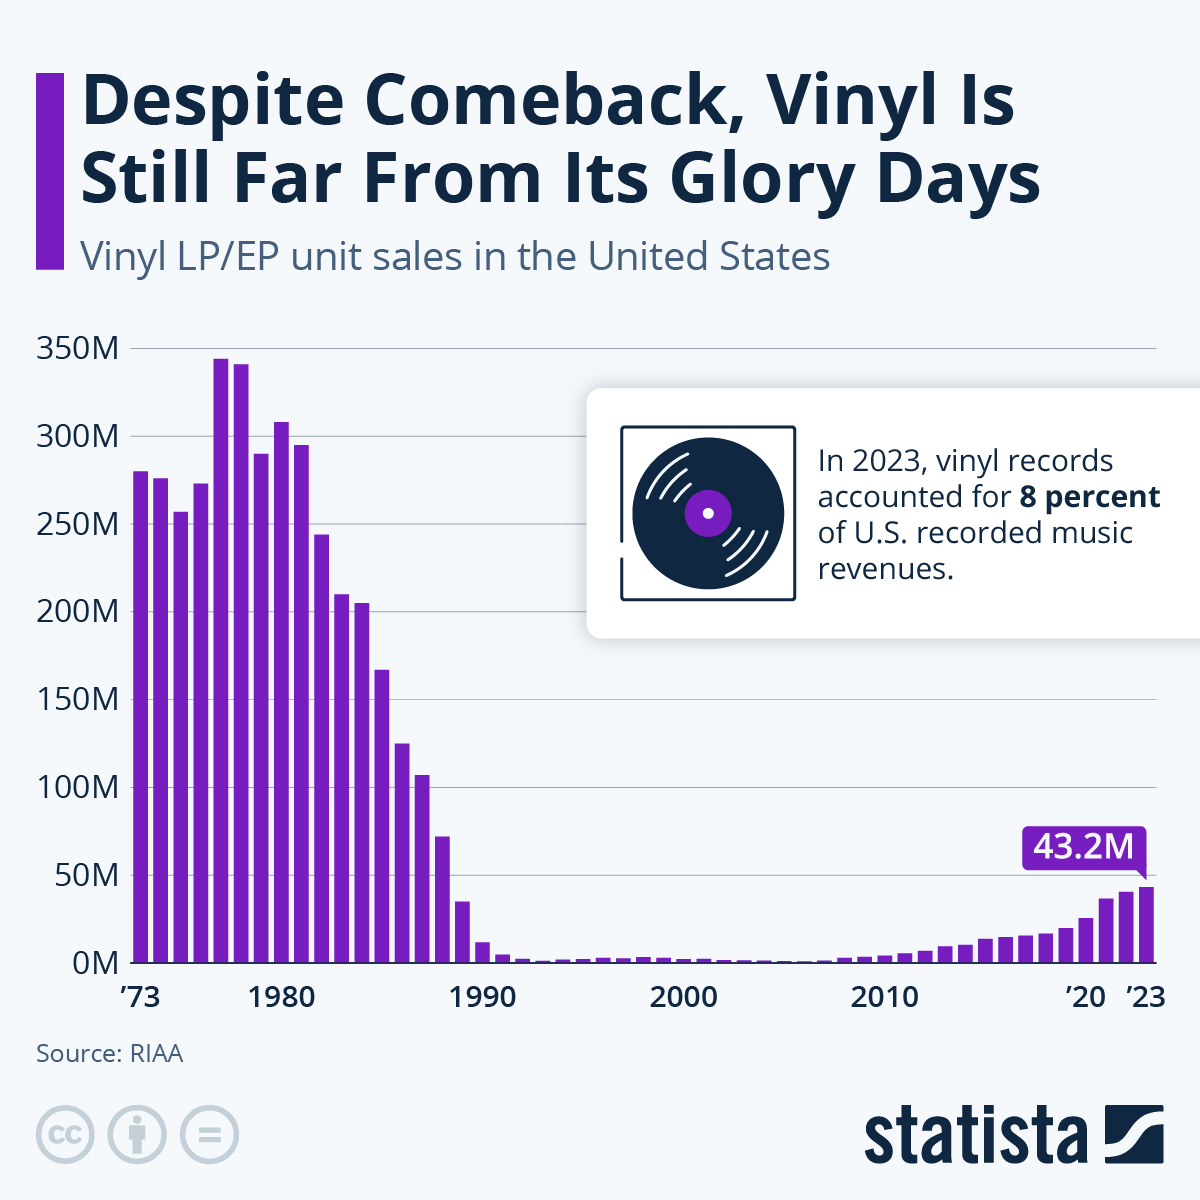 Despite Comeback, Vinyl Is
Still Far From Its Glory Days
Vinyl LP/EP unit sales in the United States
350M
300M
250M
200M
150M
100M
50M
0M
In 2023, vinyl records
accounted for 8 percent
of U.S. recorded music
revenues.
43.2M
’73 1980 1990 2000 2010 ’20 ’23
Source: RIAA
cc
statista